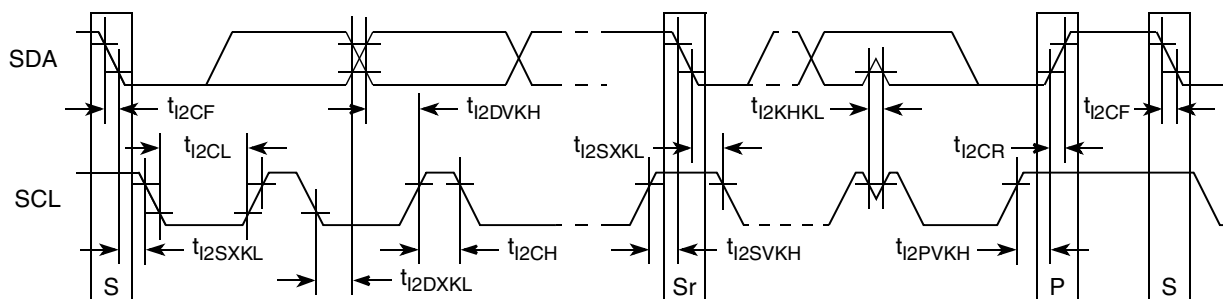 SDA
tI2CF
tI2DVKH
tI2KHKL
tI2CF
tI2CL
tI2SXKL
tI2CR
SCL
tI2SXKL
tI2CH
tI2SVKH
tI2PVKH
tI2DXKL
S
Sr
P
S